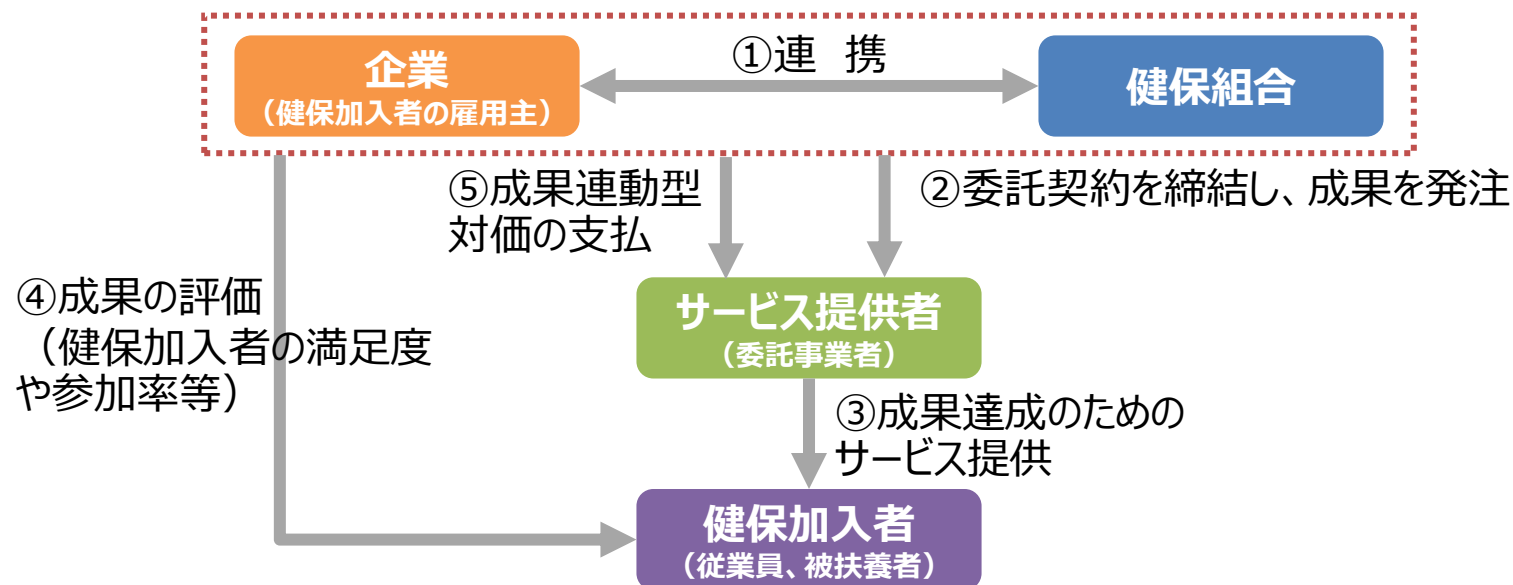 企業
（健保加入者の雇用主）
①連　携
健保組合
⑤成果連動型
対価の支払
②委託契約を締結し、成果を発注
④成果の評価
（健保加入者の満足度
や参加率等）
サービス提供者
（委託事業者）
③成果達成のための
サービス提供
健保加入者
（従業員、被扶養者）